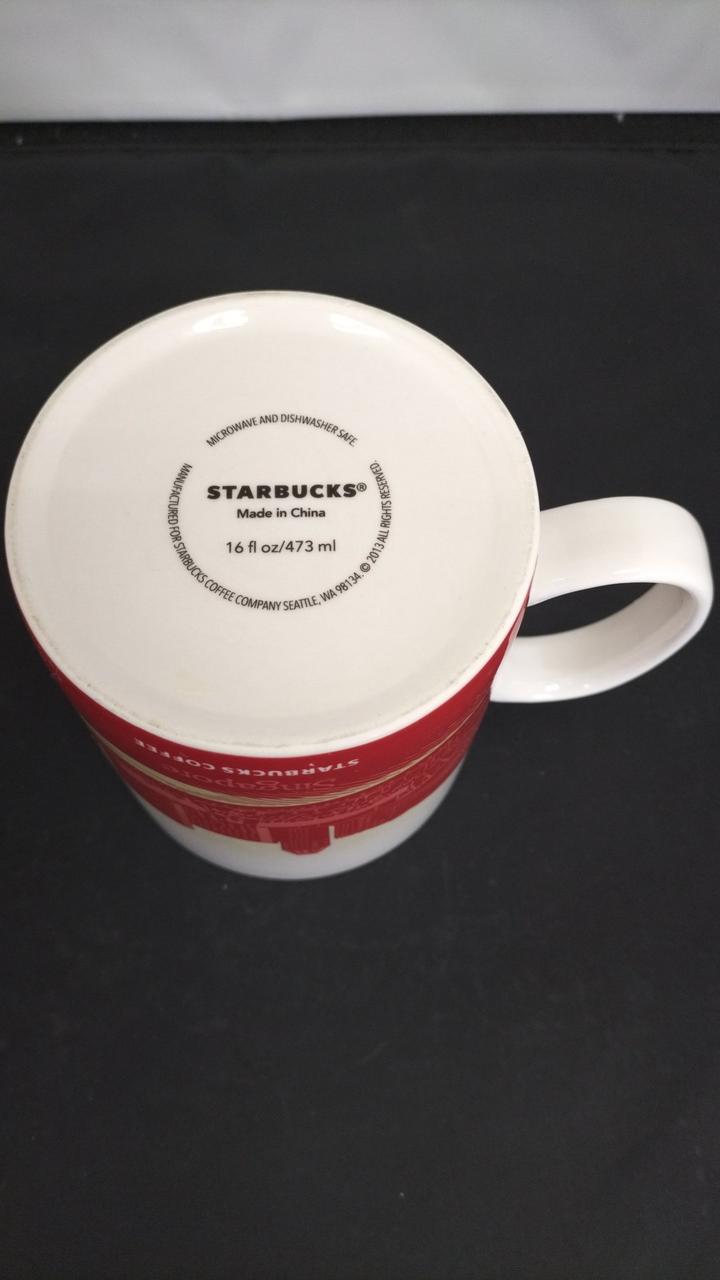 MICROWAVE AND DISHWASHER SAFE.
STARBUCKS®
Made in China
16 fl oz/473 ml
MANUFACTURED FOR STARBUCKS COFFEE COMPANY SEATTLE, WA 98134. © 2013 ALL RIGHTS RESERVED.
STARBUCKS COFFEE
Singapore